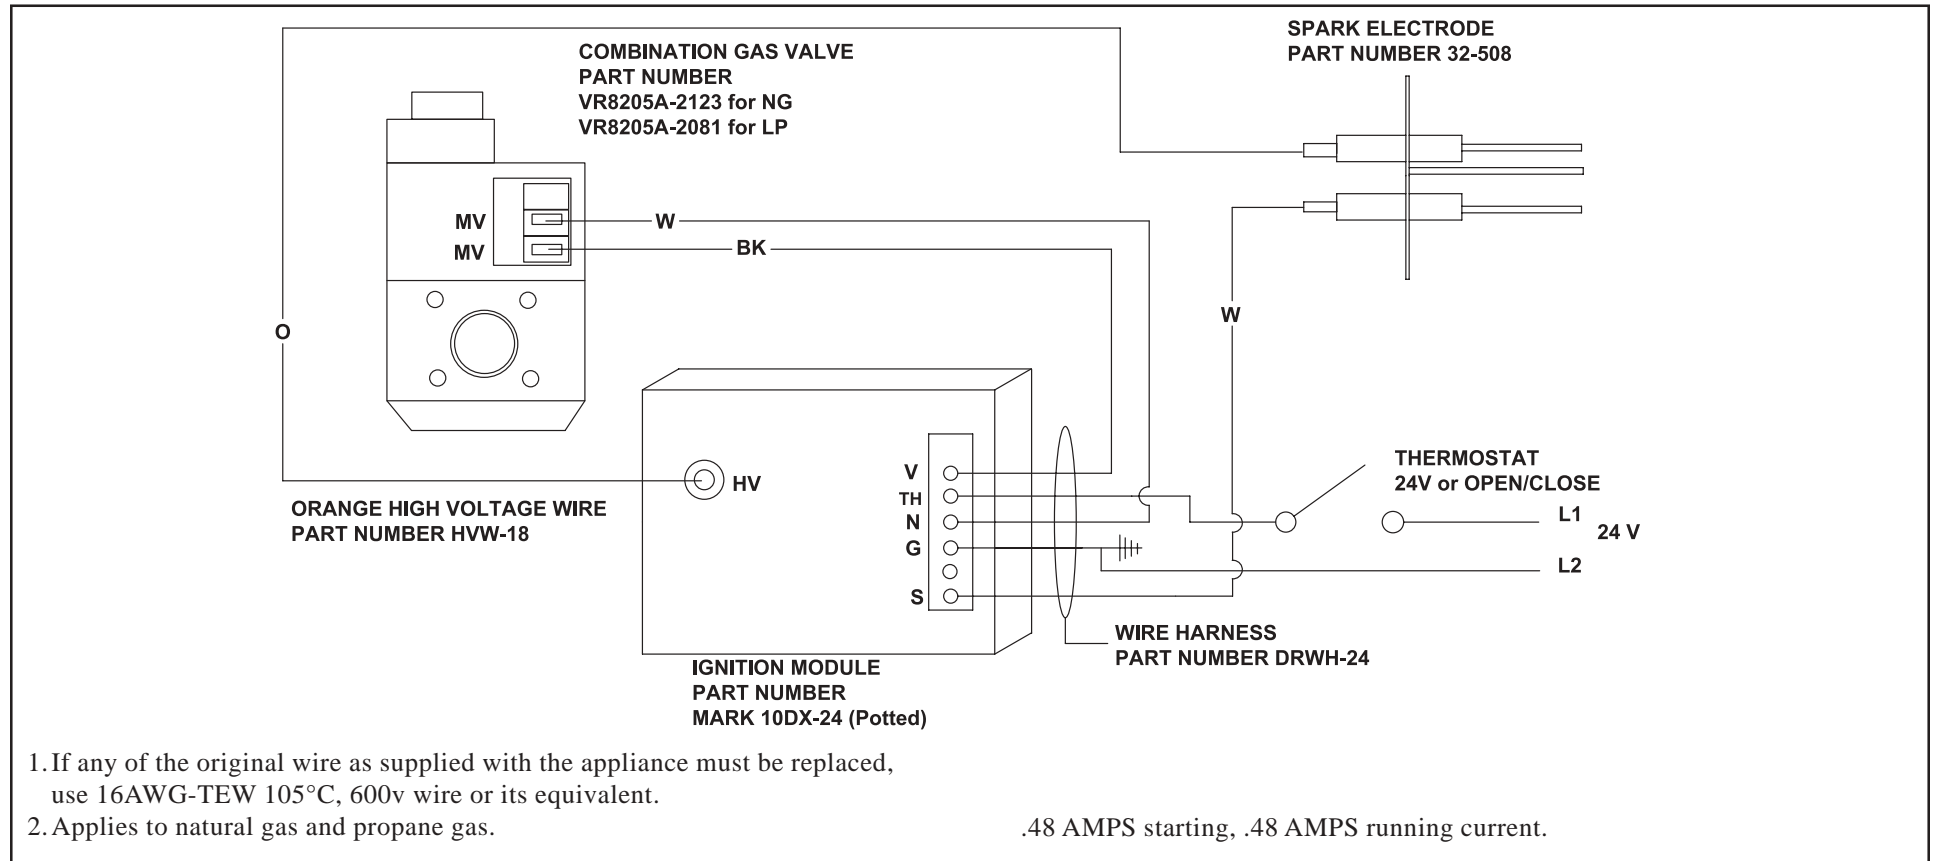 SPARK ELECTRODE
PART NUMBER 32-508
COMBINATION GAS VALVE
PART NUMBER
VR8205A-2123 for NG
VR8205A-2081 for LP
MV
MV
W
BK
O
W
HV
V
TH
N
G
S
THERMOSTAT
24V or OPEN/CLOSE
L1
24 V
L2
ORANGE HIGH VOLTAGE WIRE
PART NUMBER HVW-18
WIRE HARNESS
PART NUMBER DRWH-24
IGNITION MODULE
PART NUMBER
MARK 10DX-24 (Potted)
1. If any of the original wire as supplied with the appliance must be replaced,
use 16AWG-TEW 105°C, 600v wire or its equivalent.
2. Applies to natural gas and propane gas.
.48 AMPS starting, .48 AMPS running current.